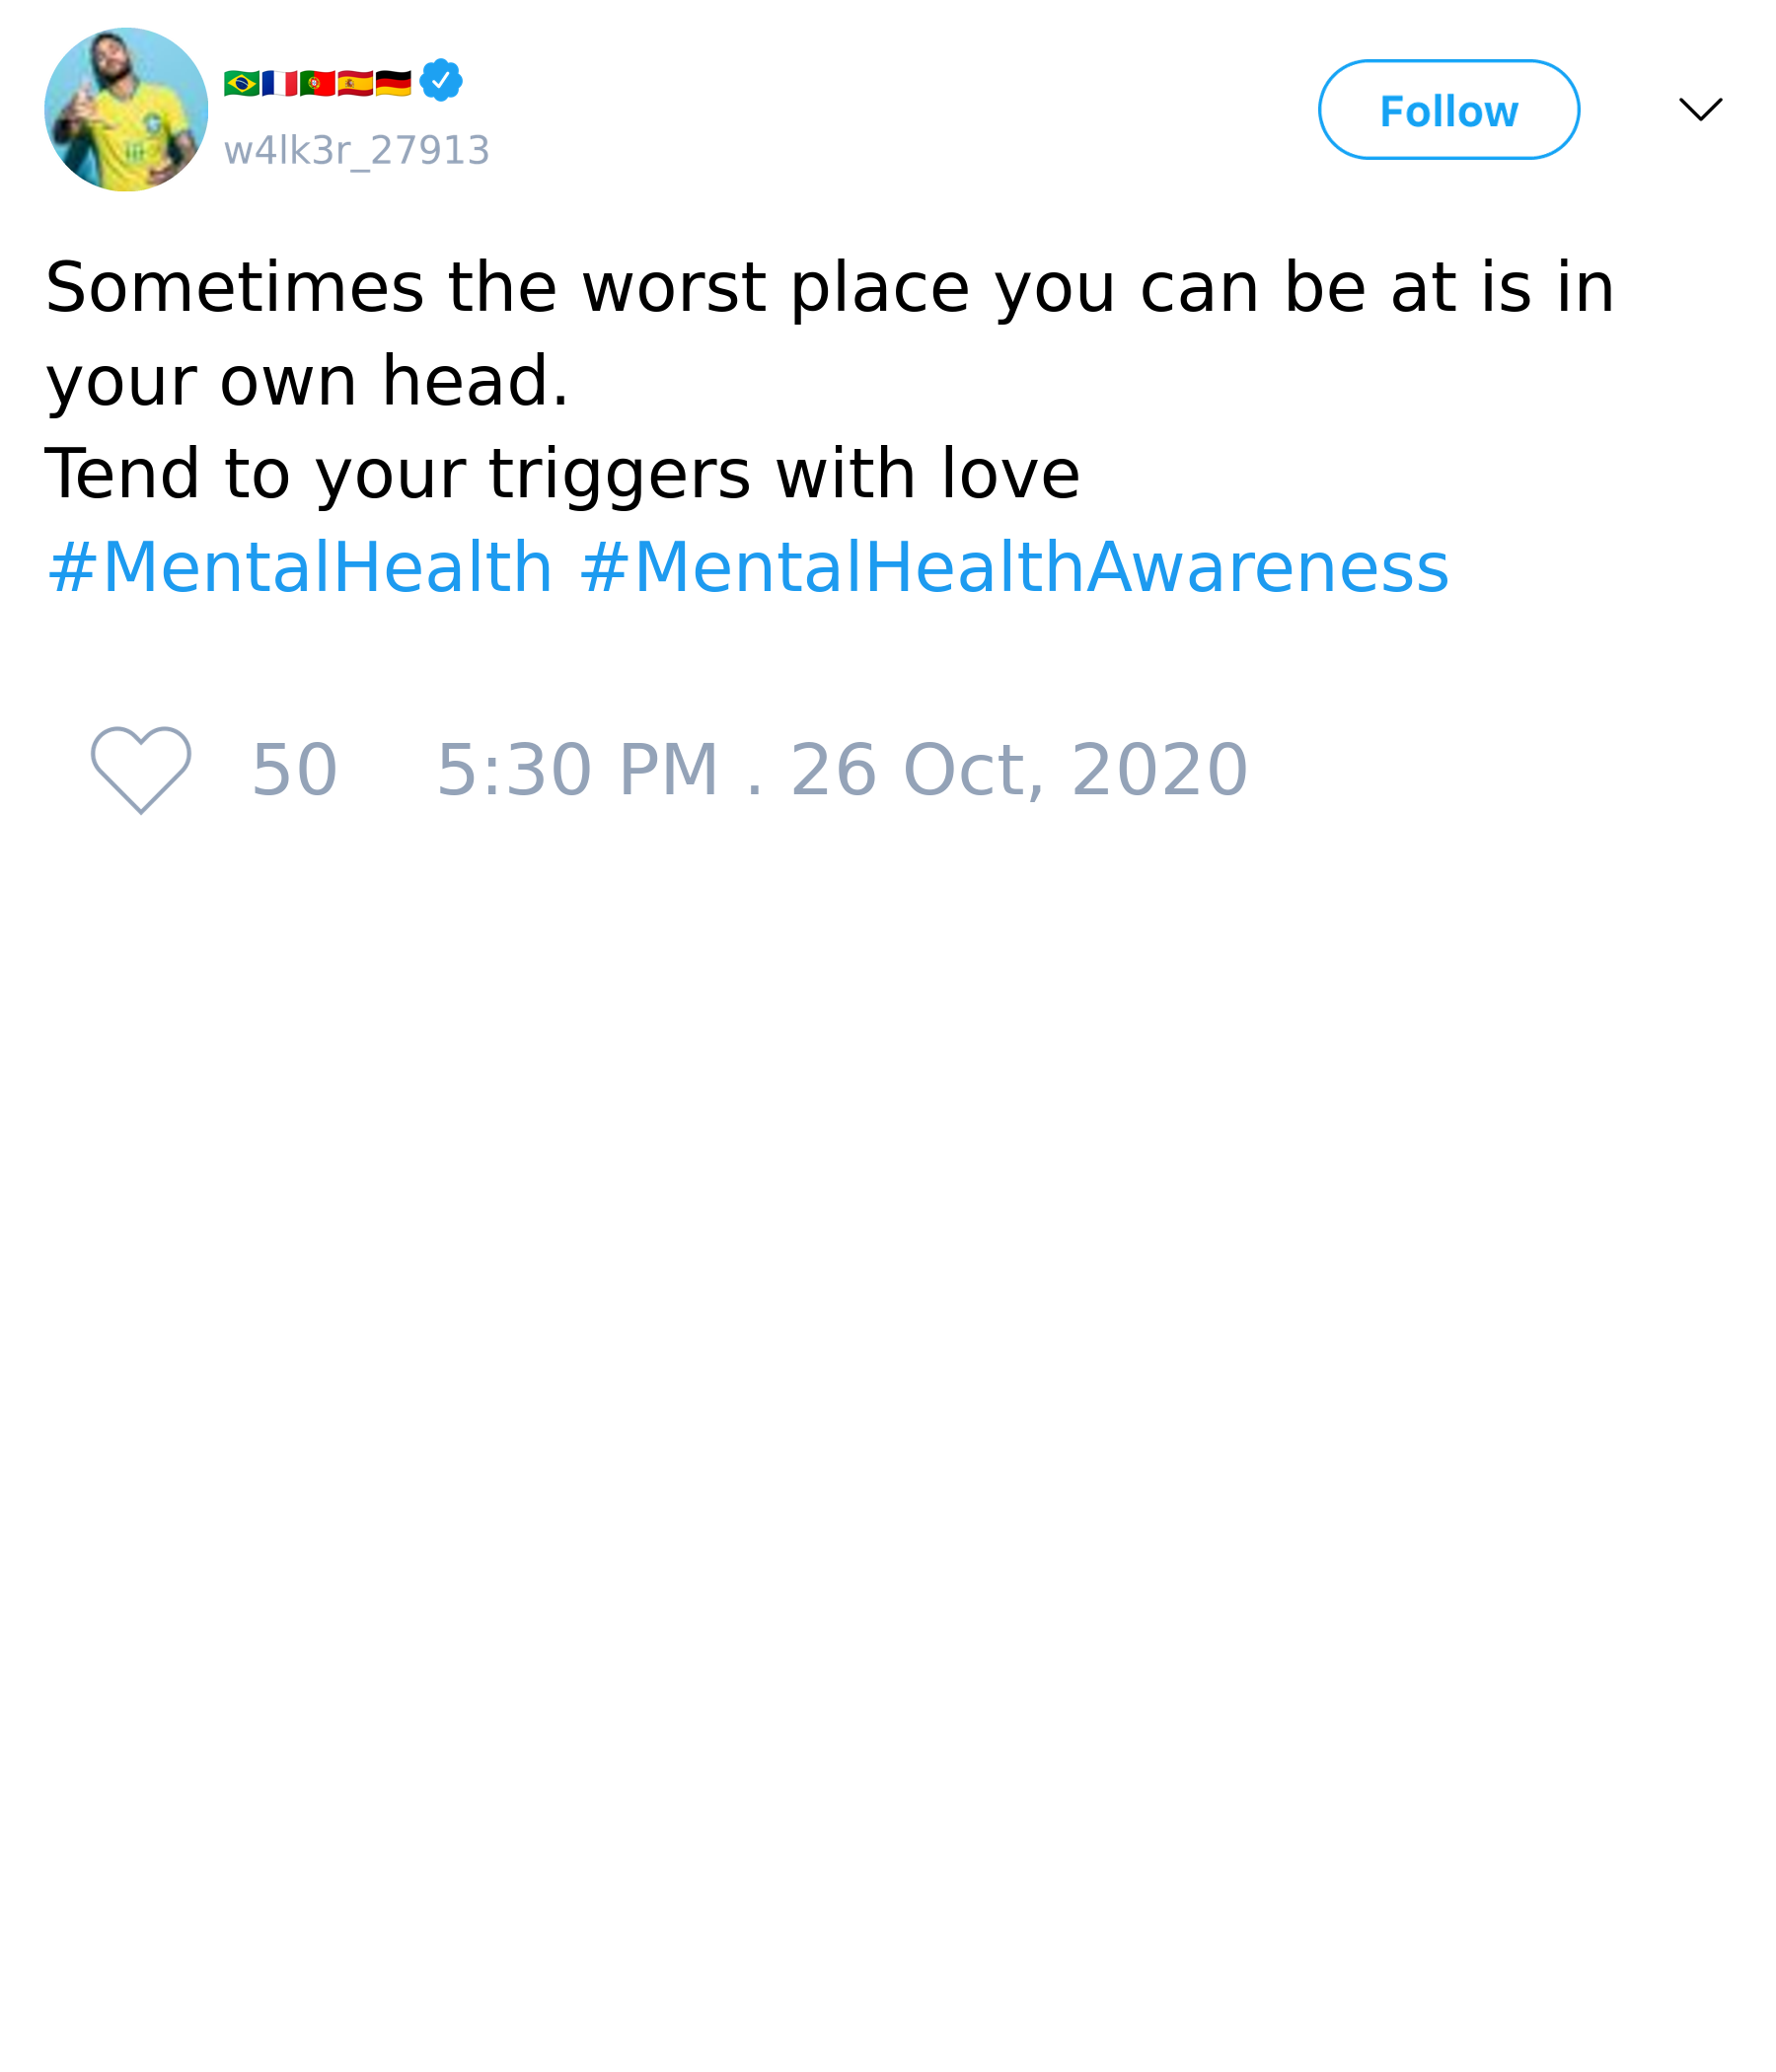 🇧🇷🇫🇷🇵🇹🇪🇸🇩🇪
w4lk3r_27913
Follow
Sometimes the worst place you can be at is in
your own head.
Tend to your triggers with love
#MentalHealth #MentalHealthAwareness
50 5:30 PM . 26 Oct, 2020